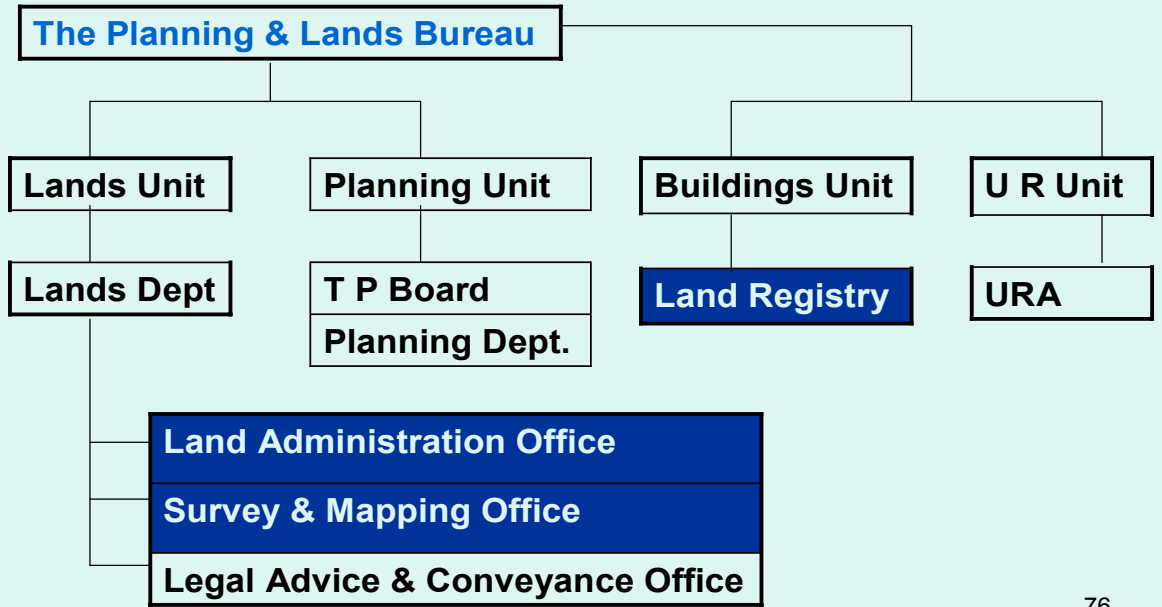 The Planning & Lands Bureau
Lands Unit
Planning Unit
Buildings Unit
U R Unit
Lands Dept
T P Board
Planning Dept.
Land Registry
URA
Land Administration Office
Survey & Mapping Office
Legal Advice & Conveyance Office
76